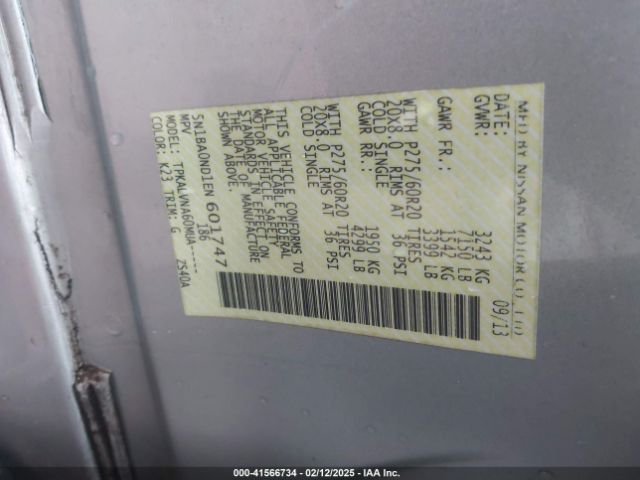 MFD BY NISSAN MOTOR CO., LTD
DATE: 09/13
GVWR: 3243 KG
7150 LB
GAWR FR.: 1542 KG
3399 LB
WITH P275/60R20 TIRES
20X8.0 RIMS AT 36 PSI
COLD SINGLE
GAWR RR.: 1950 KG
4299 LB
WITH P275/60R20 TIRES
20X8.0 RIMS AT 36 PSI
COLD SINGLE
THIS VEHICLE CONFORMS TO
ALL APPLICABLE FEDERAL
MOTOR VEHICLE SAFETY
STANDARDS IN EFFECT ON
THE DATE OF MANUFACTURE
SHOWN ABOVE.
5N1BA0ND1EN 601747
MPV 186
MODEL: TPKALVNA60MUA-----
COLOR: K23 TRIM: G ZS40A
000-41566734 - 02/12/2025 - IAA Inc.